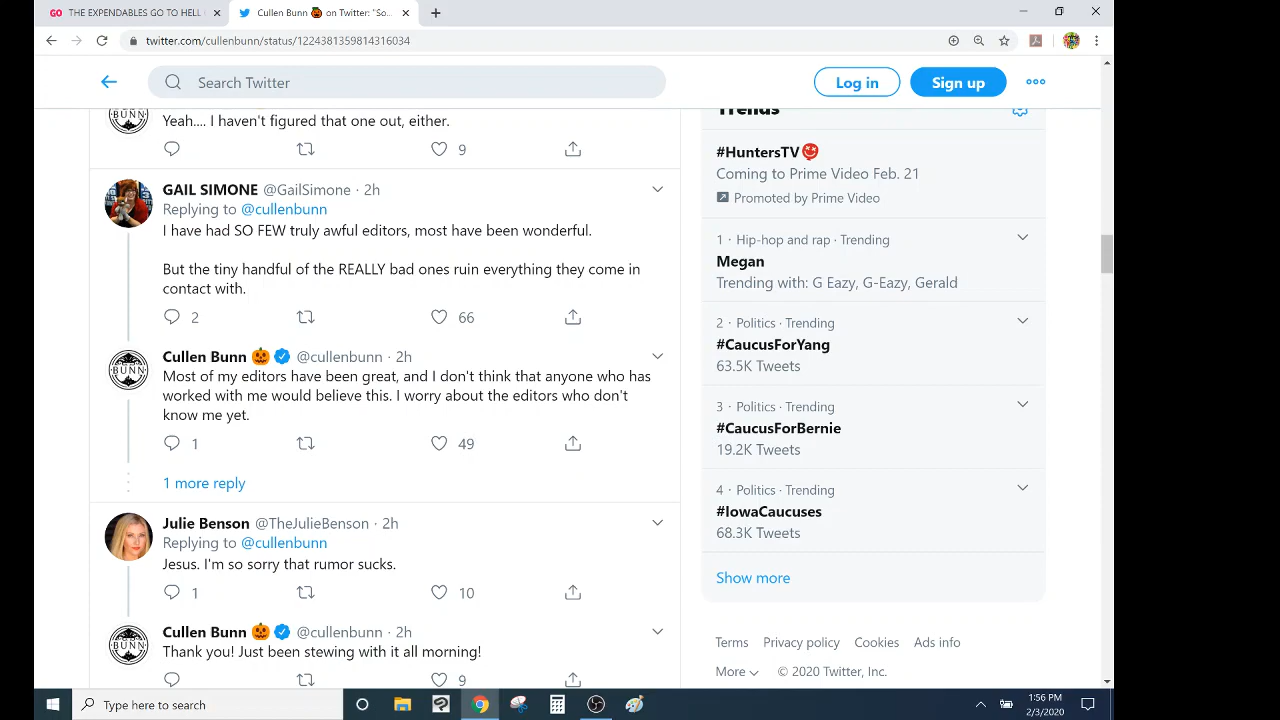 THE EXPENDABLES GO TO HELL
Cullen Bunn 🎃 on Twitter: "So...
twitter.com/cullenbunn/status/1224381359814316034
Search Twitter
Log in
Sign up
BUNN
Yeah.... I haven't figured that one out, either.
9
GAIL SIMONE @GailSimone · 2h
Replying to @cullenbunn
I have had SO FEW truly awful editors, most have been wonderful.
But the tiny handful of the REALLY bad ones ruin everything they come in
contact with.
2
66
Cullen Bunn 🎃 @cullenbunn · 2h
BUNN
Most of my editors have been great, and I don't think that anyone who has
worked with me would believe this. I worry about the editors who don't
know me yet.
1
49
1 more reply
Julie Benson @TheJulieBenson · 2h
Replying to @cullenbunn
Jesus. I'm so sorry that rumor sucks.
1
10
Cullen Bunn 🎃 @cullenbunn · 2h
BUNN
Thank you! Just been stewing with it all morning!
9
Trends
#HuntersTV
Coming to Prime Video Feb. 21
Promoted by Prime Video
1 · Hip-hop and rap · Trending
Megan
Trending with: G Eazy, G-Eazy, Gerald
2 · Politics · Trending
#CaucusForYang
63.5K Tweets
3 · Politics · Trending
#CaucusForBernie
19.2K Tweets
4 · Politics · Trending
#IowaCaucuses
68.3K Tweets
Show more
Terms Privacy policy Cookies Ads info
More © 2020 Twitter, Inc.
Type here to search
1:56 PM
2/3/2020